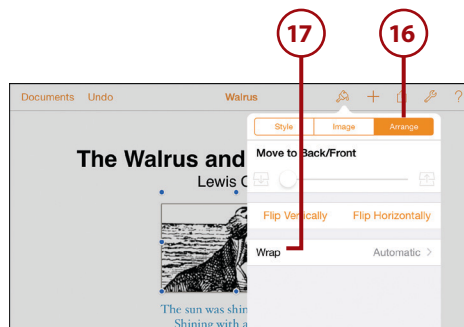 17 16
Documents Undo Walrus ?
Style Image Arrange
The Walrus and
Move to Back/Front
Lewis C
Flip Vertically Flip Horizontally
Wrap Automatic >
The sun was shin
Shining with a